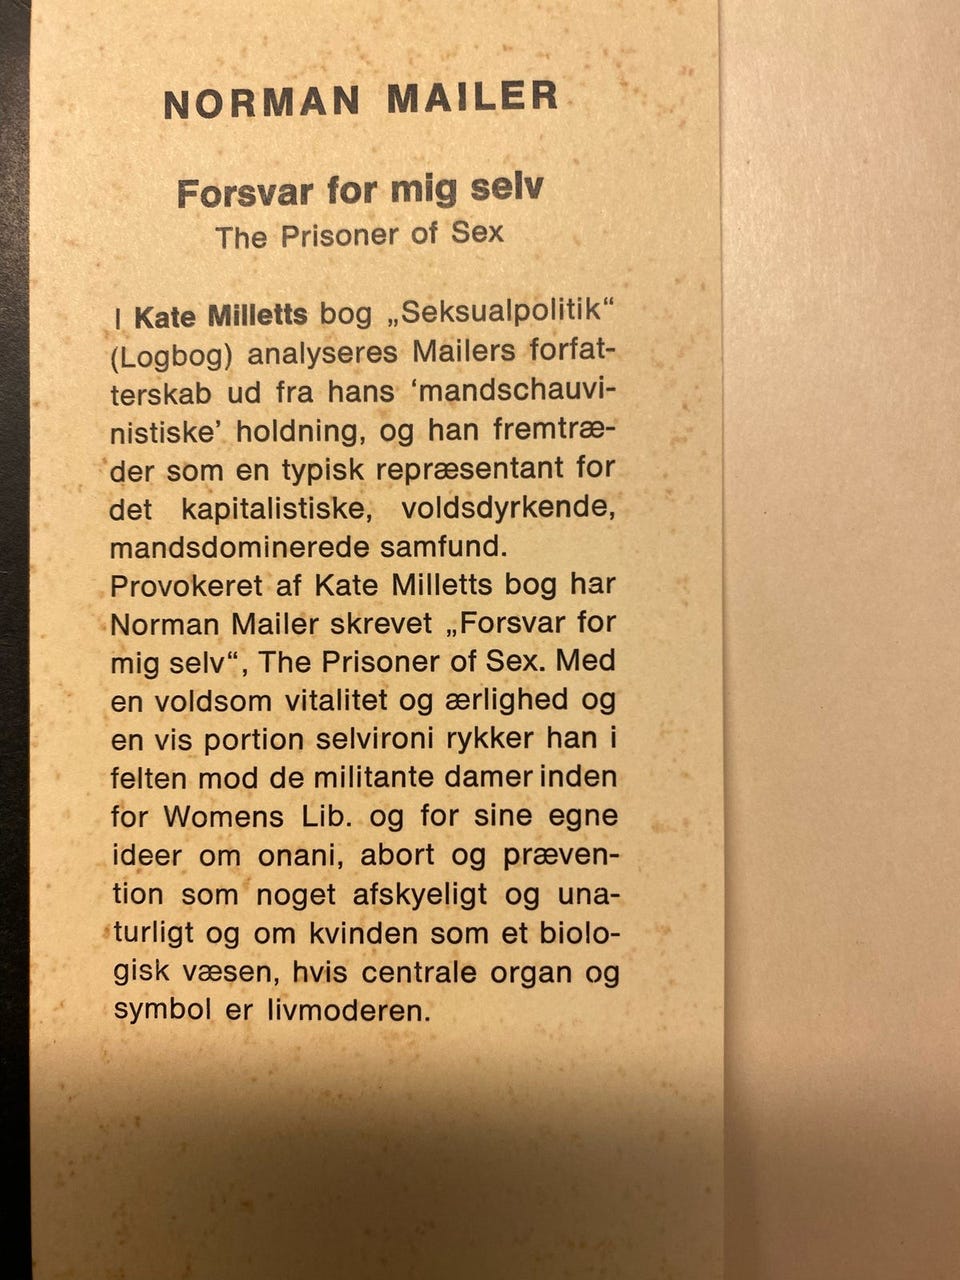 NORMAN MAILER
Forsvar for mig selv
The Prisoner of Sex
I Kate Milletts bog „Seksualpolitik“
(Logbog) analyseres Mailers forfat-
terskab ud fra hans ‘mandschauvi-
nistiske’ holdning, og han fremtræ-
der som en typisk repræsentant for
det kapitalistiske, voldsdyrkende,
mandsdominerede samfund.
Provokeret af Kate Milletts bog har
Norman Mailer skrevet „Forsvar for
mig selv“, The Prisoner of Sex. Med
en voldsom vitalitet og ærlighed og
en vis portion selvironi rykker han i
felten mod de militante damer inden
for Womens Lib. og for sine egne
ideer om onani, abort og præven-
tion som noget afskyeligt og una-
turligt og om kvinden som et biolo-
gisk væsen, hvis centrale organ og
symbol er livmoderen.